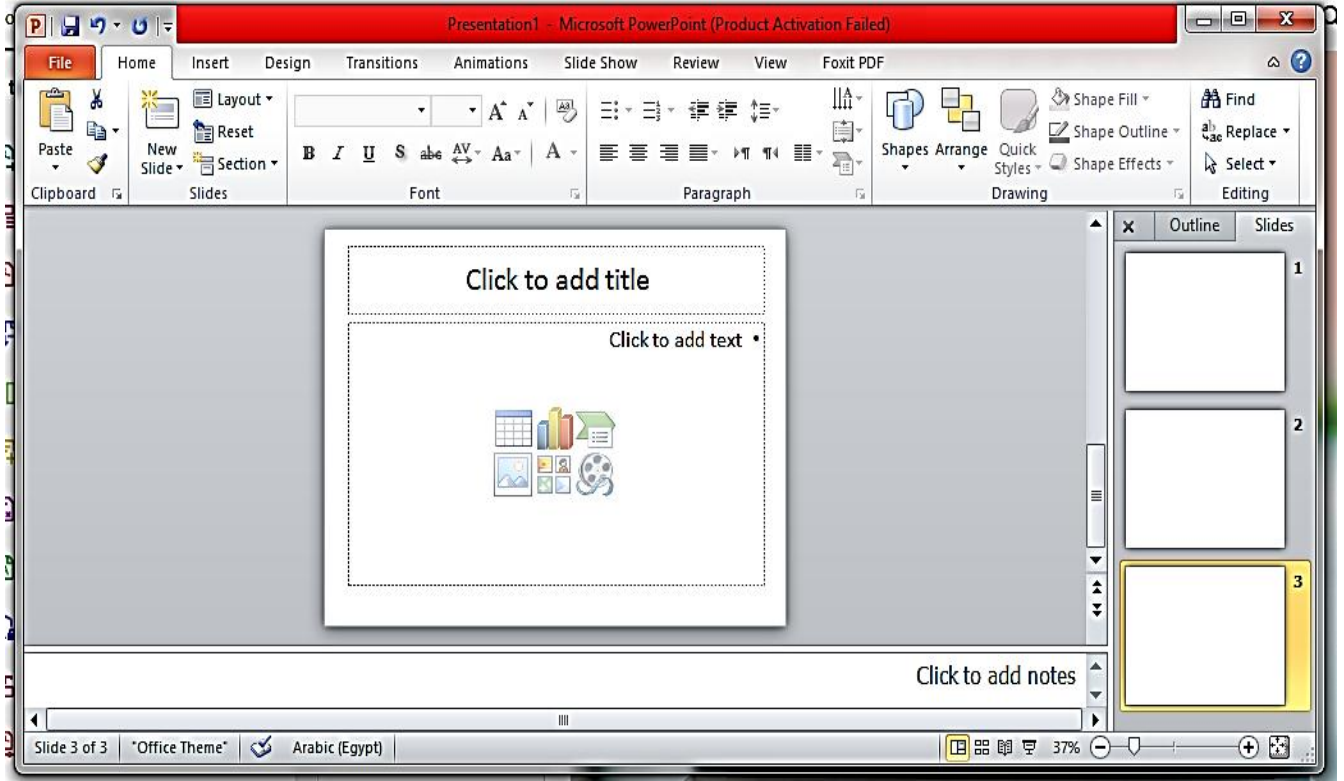 Presentation1 - Microsoft PowerPoint (Product Activation Failed)
File Home Insert Design Transitions Animations Slide Show Review View Foxit PDF
Paste
Clipboard
New Slide
Layout
Reset
Section
Slides
B I U S abc AV Aa A
Font
Paragraph
Shapes
Arrange
Quick Styles
Shape Fill
Shape Outline
Shape Effects
Drawing
Find
Replace
Select
Editing
Click to add title
Click to add text •
Click to add notes
Outline Slides
1
2
3
Slide 3 of 3 "Office Theme" Arabic (Egypt) 37%